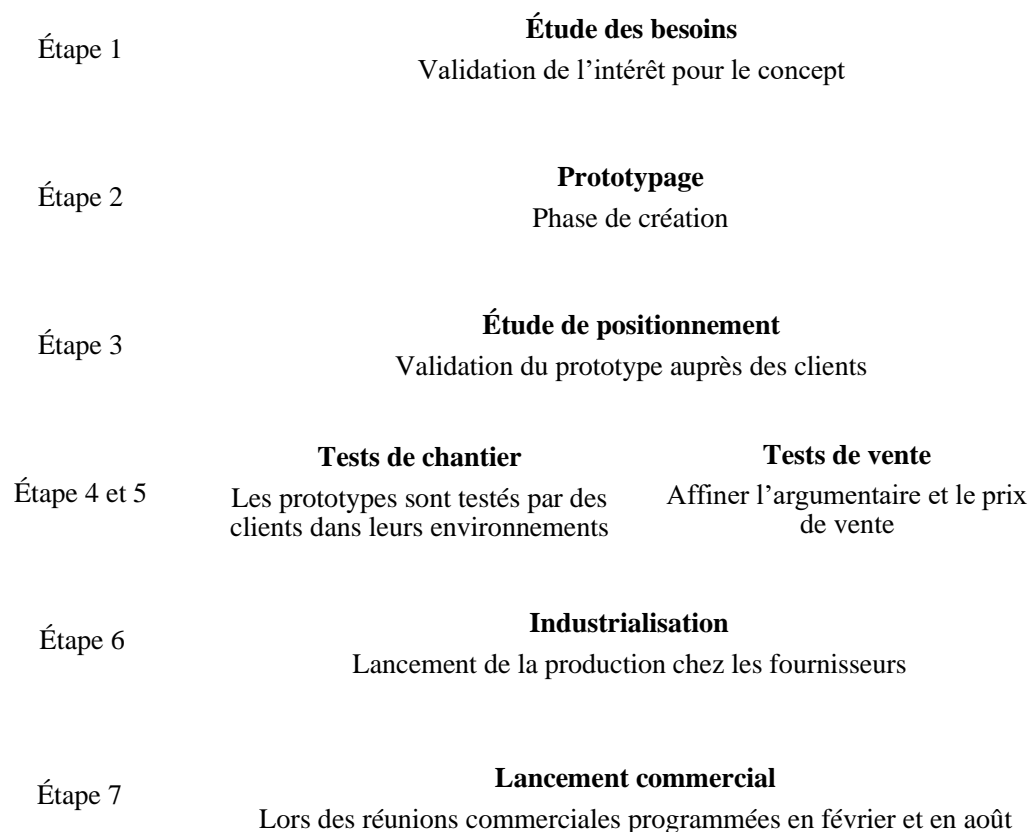 Étape 1
Étude des besoins
Validation de l’intérêt pour le concept
Étape 2
Prototypage
Phase de création
Étape 3
Étude de positionnement
Validation du prototype auprès des clients
Étape 4 et 5
Tests de chantier
Les prototypes sont testés par des
clients dans leurs environnements
Tests de vente
Affiner l’argumentaire et le prix
de vente
Étape 6
Industrialisation
Lancement de la production chez les fournisseurs
Étape 7
Lancement commercial
Lors des réunions commerciales programmées en février et en août